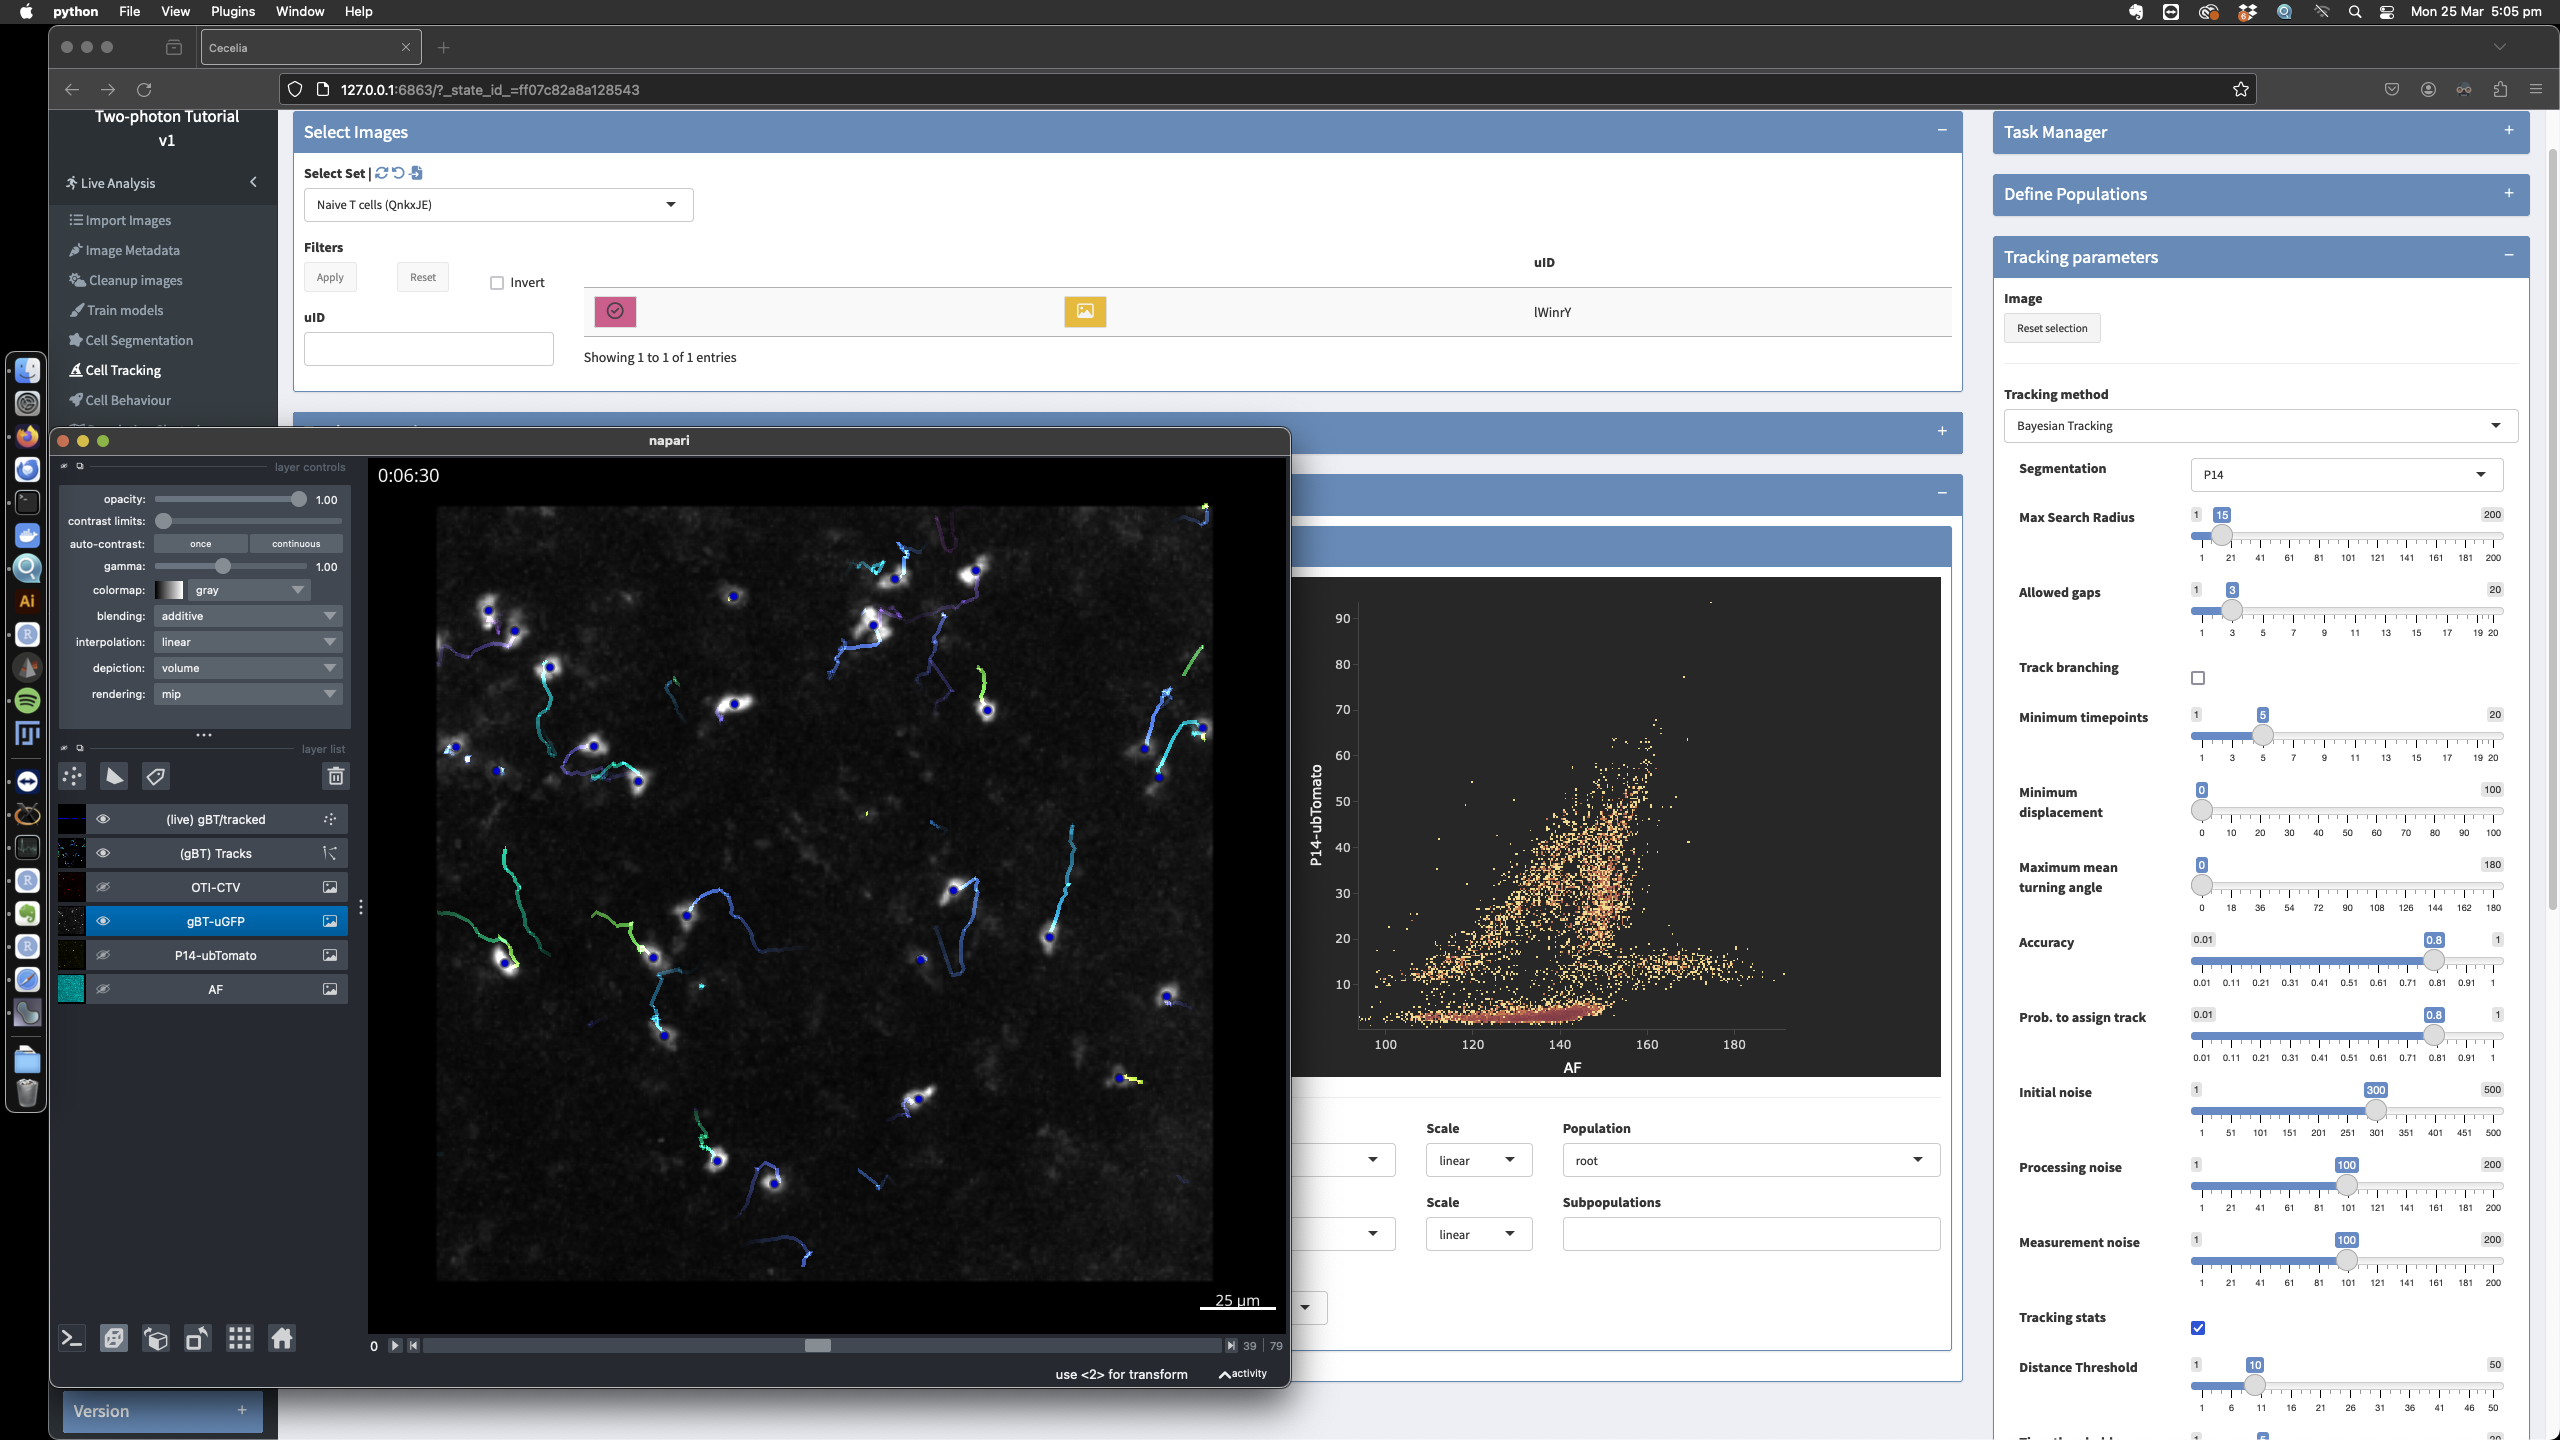 python File View Plugins Window Help
Mon 25 Mar 5:05 pm
Cecelia
127.0.0.1:6863/?_state_id_=ff07c82a8a128543
Two-photon Tutorial
v1
Live Analysis
Import Images
Image Metadata
Cleanup images
Train models
Cell Segmentation
Cell Tracking
Cell Behaviour
Version +
Select Images
Select Set |
Naive T cells (QnkxJE)
Filters
Apply Reset Invert
uID
uID
lWinrY
Showing 1 to 1 of 1 entries
napari
layer controls
opacity: 1.00
contrast limits:
auto-contrast: once continuous
gamma: 1.00
colormap: gray
blending: additive
interpolation: linear
depiction: volume
rendering: mip
layer list
(live) gBT/tracked
(gBT) Tracks
OTI-CTV
gBT-uGFP
P14-ubTomato
AF
0:06:30
25 µm
0 39 79
use <2> for transform
activity
90
80
70
60
50
40
30
20
10
P14-ubTomato
100 120 140 160 180
AF
Scale Population
linear root
Scale Subpopulations
linear
Task Manager +
Define Populations +
Tracking parameters −
Image
Reset selection
Tracking method
Bayesian Tracking
Segmentation P14
Max Search Radius 1 15 200
1 21 41 61 81 101 121 141 161 181 200
Allowed gaps 1 3 20
1 3 5 7 9 11 13 15 17 19 20
Track branching
Minimum timepoints 1 5 20
1 3 5 7 9 11 13 15 17 19 20
Minimum displacement 0 100
0 10 20 30 40 50 60 70 80 90 100
Maximum mean turning angle 0 180
0 18 36 54 72 90 108 126 144 162 180
Accuracy 0.01 0.8 1
0.01 0.11 0.21 0.31 0.41 0.51 0.61 0.71 0.81 0.91 1
Prob. to assign track 0.01 0.8 1
0.01 0.11 0.21 0.31 0.41 0.51 0.61 0.71 0.81 0.91 1
Initial noise 1 300 500
1 51 101 151 201 251 301 351 401 451 500
Processing noise 1 100 200
1 21 41 61 81 101 121 141 161 181 200
Measurement noise 1 100 200
1 21 41 61 81 101 121 141 161 181 200
Tracking stats
Distance Threshold 1 10 50
1 6 11 16 21 26 31 36 41 46 50